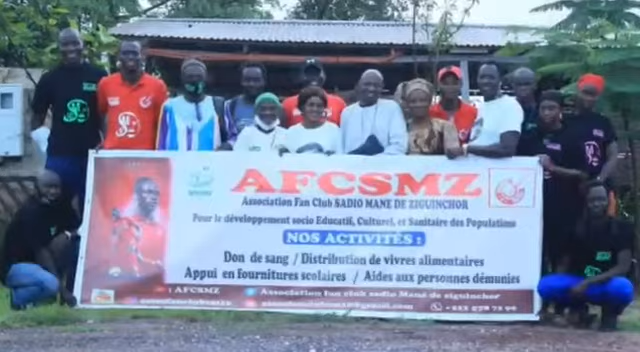 AFCSMZ
Association Fan Club SADIO MANE DE ZIGUINCHOR
Pour le développement socio Educatif, Culturel, et Sanitaire des Populations
NOS ACTIVITÉS :
Don de sang / Distribution de vivres alimentaires
Appui en fournitures scolaires / Aides aux personnes démunies
: AFCSMZ
Association fan club sadio Mané de ziguinchor